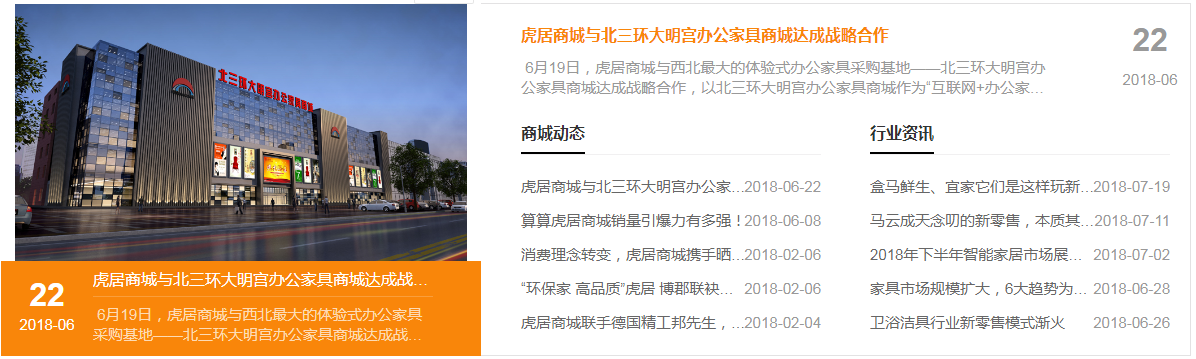 北三环大明宫办公家具商城
22
2018-06
虎居商城与北三环大明宫办公家具商城达成战...
6月19日，虎居商城与西北最大的体验式办公家具
采购基地——北三环大明宫办公家具商城达成战...
虎居商城与北三环大明宫办公家具商城达成战略合作
6月19日，虎居商城与西北最大的体验式办公家具采购基地——北三环大明宫办
公家具商城达成战略合作，以北三环大明宫办公家具商城作为“互联网+办公家...
22
2018-06
商城动态
虎居商城与北三环大明宫办公家...2018-06-22
算算虎居商城销量引爆力有多强！2018-06-08
消费理念转变，虎居商城携手晒...2018-02-06
“环保家 高品质”虎居 博郡联袂...2018-02-06
虎居商城联手德国精工邦先生，...2018-02-04
行业资讯
盒马鲜生、宜家它们是这样玩新...2018-07-19
马云成天念叨的新零售，本质其...2018-07-11
2018年下半年智能家居市场展... 2018-07-02
家具市场规模扩大，6大趋势为...2018-06-28
卫浴洁具行业新零售模式渐火 2018-06-26